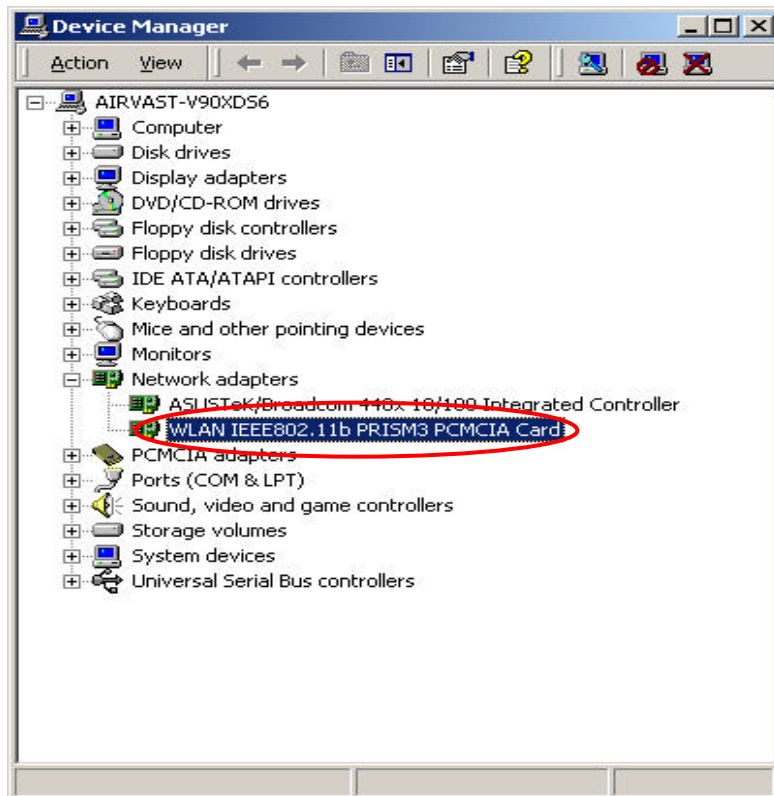 Device Manager
Action View
AIRVAST-V90XDS6
Computer
Disk drives
Display adapters
DVD/CD-ROM drives
Floppy disk controllers
Floppy disk drives
IDE ATA/ATAPI controllers
Keyboards
Mice and other pointing devices
Monitors
Network adapters
ASUSTeK/Broadcom 440x 10/100 Integrated Controller
WLAN IEEE802.11b PRISM3 PCMCIA Card
PCMCIA adapters
Ports (COM & LPT)
Sound, video and game controllers
Storage volumes
System devices
Universal Serial Bus controllers